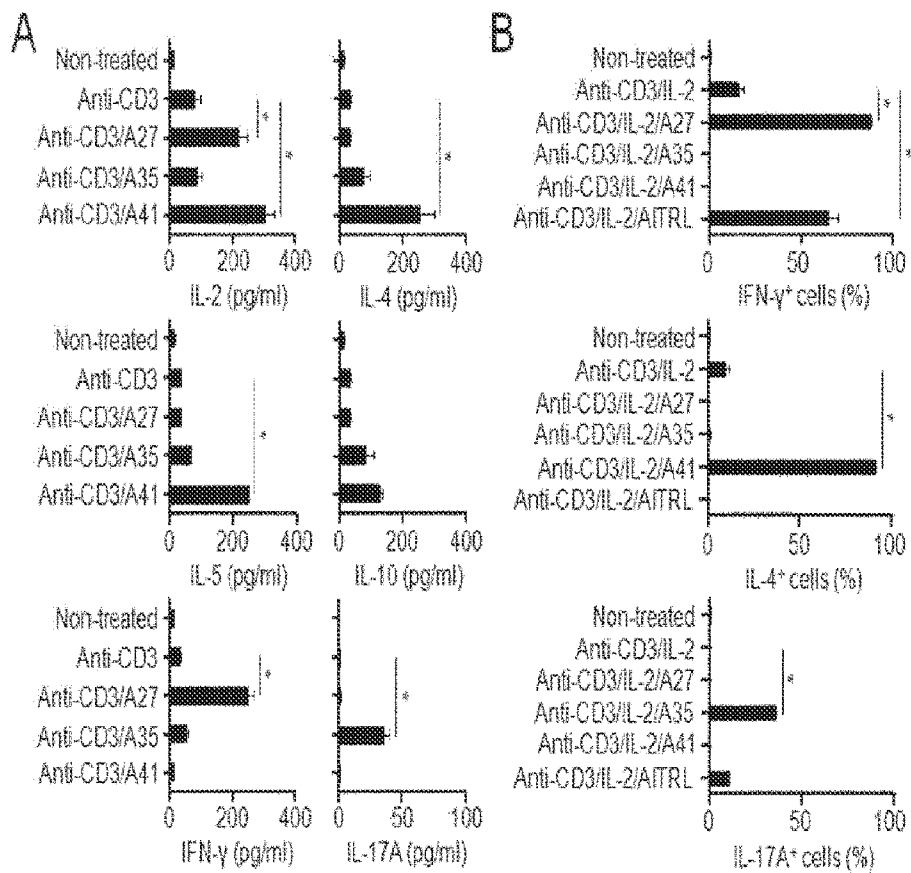 A
Non-treated
Anti-CD3
Anti-CD3/A27
Anti-CD3/A35
Anti-CD3/A41
0 200 400
IL-2 (pg/ml)
0 200 400
IL-4 (pg/ml)
Non-treated
Anti-CD3
Anti-CD3/A27
Anti-CD3/A35
Anti-CD3/A41
0 200 400
IL-5 (pg/ml)
0 200 400
IL-10 (pg/ml)
Non-treated
Anti-CD3
Anti-CD3/A27
Anti-CD3/A35
Anti-CD3/A41
0 200 400
IFN-γ (pg/ml)
0 50 100
IL-17A (pg/ml)
B
Non-treated
Anti-CD3/IL-2
Anti-CD3/IL-2/A27
Anti-CD3/IL-2/A35
Anti-CD3/IL-2/A41
Anti-CD3/IL-2/AITRL
0 50 100
IFN-γ⁺ cells (%)
Non-treated
Anti-CD3/IL-2
Anti-CD3/IL-2/A27
Anti-CD3/IL-2/A35
Anti-CD3/IL-2/A41
Anti-CD3/IL-2/AITRL
0 50 100
IL-4⁺ cells (%)
Non-treated
Anti-CD3/IL-2
Anti-CD3/IL-2/A27
Anti-CD3/IL-2/A35
Anti-CD3/IL-2/A41
Anti-CD3/IL-2/AITRL
0 50 100
IL-17A⁺ cells (%)